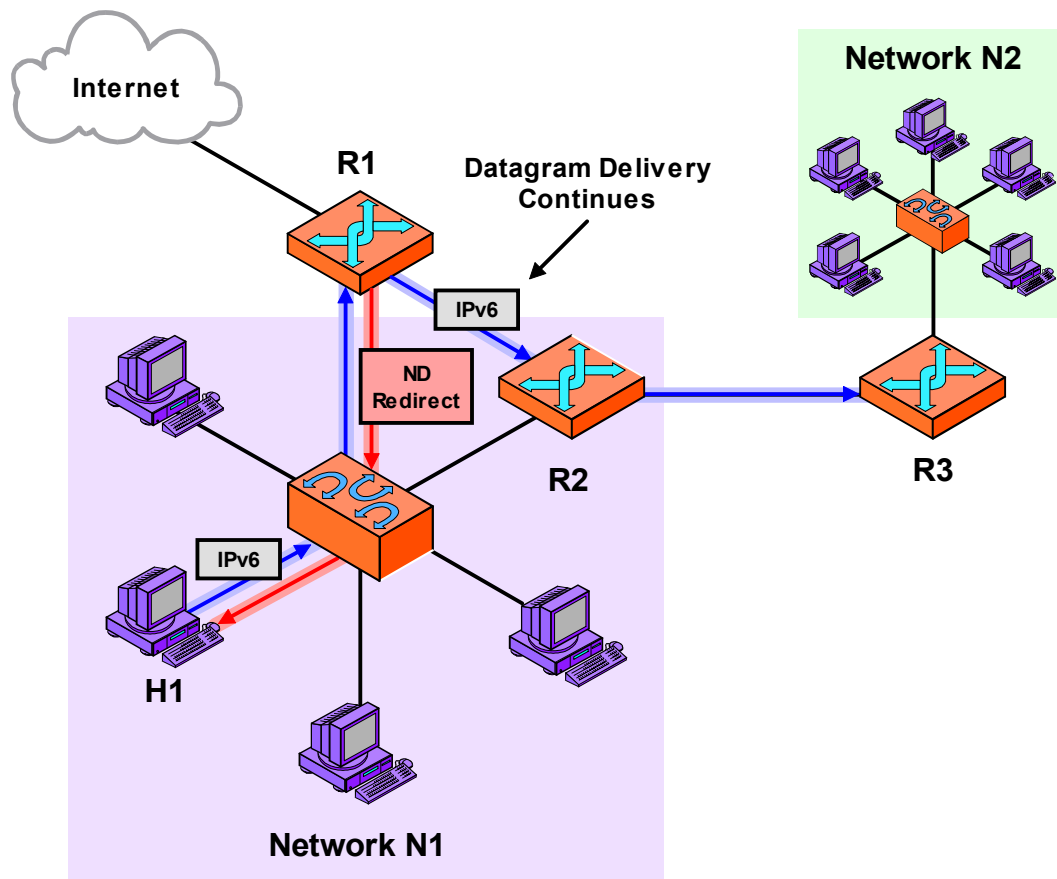 Internet
Network N2
R1
Datagram Delivery
Continues
IPv6
ND
Redirect
R2
R3
IPv6
H1
Network N1